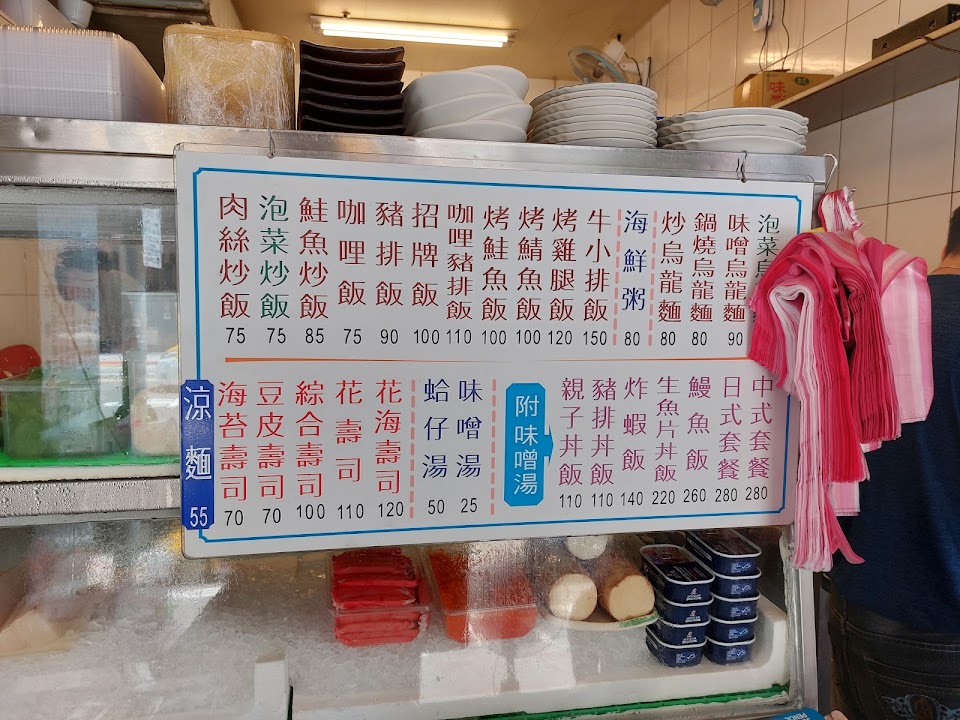 肉絲炒飯 75
泡菜炒飯 75
鮭魚炒飯 85
咖哩飯 75
豬排飯 90
招牌飯 100
咖哩豬排飯 110
烤鮭魚飯 100
烤鯖魚飯 100
烤雞腿飯 120
牛小排飯 150
海鮮粥 80
炒烏龍麵 80
鍋燒烏龍麵 80
味噌烏龍麵 90
泡菜烏
涼麵 55
海苔壽司 70
豆皮壽司 70
綜合壽司 100
花壽司 110
花海壽司 120
蛤仔湯 50
味噌湯 25
附味噌湯
親子丼飯 110
豬排丼飯 110
炸蝦飯 140
生魚片丼飯 220
鰻魚飯 260
日式套餐 280
中式套餐 280
味